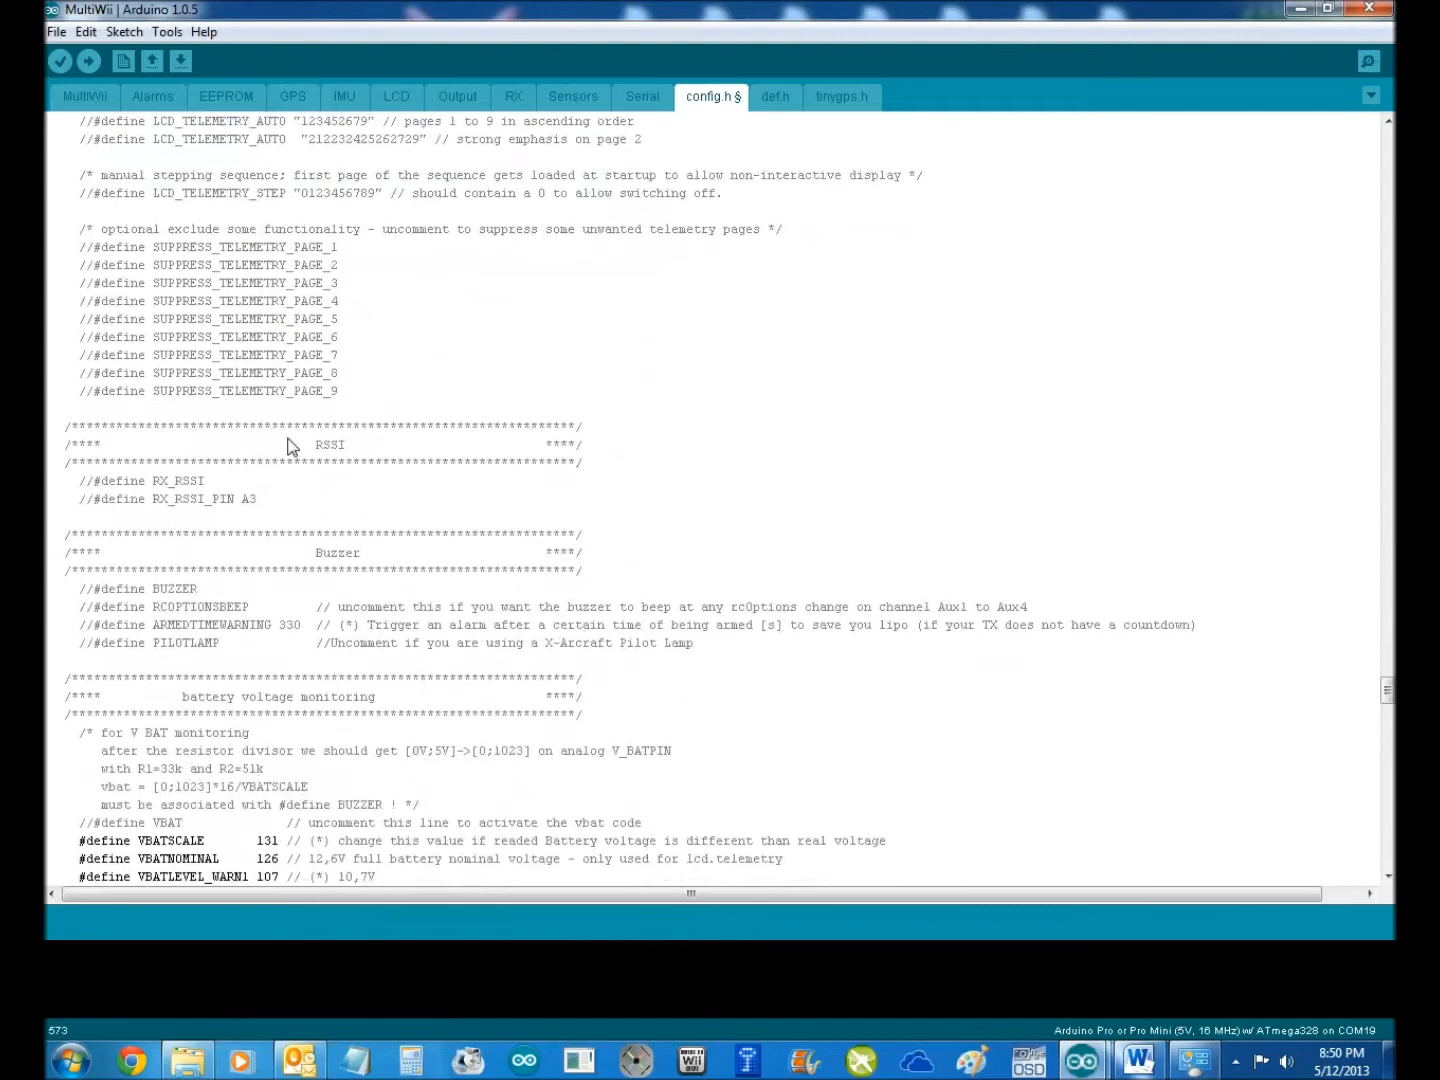 MultiWii | Arduino 1.0.5
File Edit Sketch Tools Help
MultiWii Alarms EEPROM GPS IMU LCD Output RX Sensors Serial config.h § def.h tinygps.h
//#define LCD_TELEMETRY_AUTO "123452679" // pages 1 to 9 in ascending order
//#define LCD_TELEMETRY_AUTO  "212232425262729" // strong emphasis on page 2
/* manual stepping sequence; first page of the sequence gets loaded at startup to allow non-interactive display */
//#define LCD_TELEMETRY_STEP "0123456789" // should contain a 0 to allow switching off.
/* optional exclude some functionality - uncomment to suppress some unwanted telemetry pages */
//#define SUPPRESS_TELEMETRY_PAGE_1
//#define SUPPRESS_TELEMETRY_PAGE_2
//#define SUPPRESS_TELEMETRY_PAGE_3
//#define SUPPRESS_TELEMETRY_PAGE_4
//#define SUPPRESS_TELEMETRY_PAGE_5
//#define SUPPRESS_TELEMETRY_PAGE_6
//#define SUPPRESS_TELEMETRY_PAGE_7
//#define SUPPRESS_TELEMETRY_PAGE_8
//#define SUPPRESS_TELEMETRY_PAGE_9
/********************************************************************/
/****                             RSSI                           ****/
/********************************************************************/
//#define RX_RSSI
//#define RX_RSSI_PIN A3
/********************************************************************/
/****                             Buzzer                         ****/
/********************************************************************/
//#define BUZZER
//#define RCOPTIONSBEEP         // uncomment this if you want the buzzer to beep at any rcOptions change on channel Aux1 to Aux4
//#define ARMEDTIMEWARNING 330  // (*) Trigger an alarm after a certain time of being armed [s] to save you lipo (if your TX does not have a countdown)
//#define PILOTLAMP             //Uncomment if you are using a X-Arcraft Pilot Lamp
/********************************************************************/
/****           battery voltage monitoring                       ****/
/********************************************************************/
/* for V BAT monitoring
after the resistor divisor we should get [0V;5V]->[0;1023] on analog V_BATPIN
with R1=33k and R2=51k
vbat = [0;1023]*16/VBATSCALE
must be associated with #define BUZZER ! */
//#define VBAT              // uncomment this line to activate the vbat code
#define VBATSCALE       131 // (*) change this value if readed Battery voltage is different than real voltage
#define VBATNOMINAL     126 // 12,6V full battery nominal voltage - only used for lcd.telemetry
#define VBATLEVEL_WARN1 107 // (*) 10,7V
573
Arduino Pro or Pro Mini (5V, 16 MHz) w/ ATmega328 on COM19
Wii
OSD
W
8:50 PM
5/12/2013